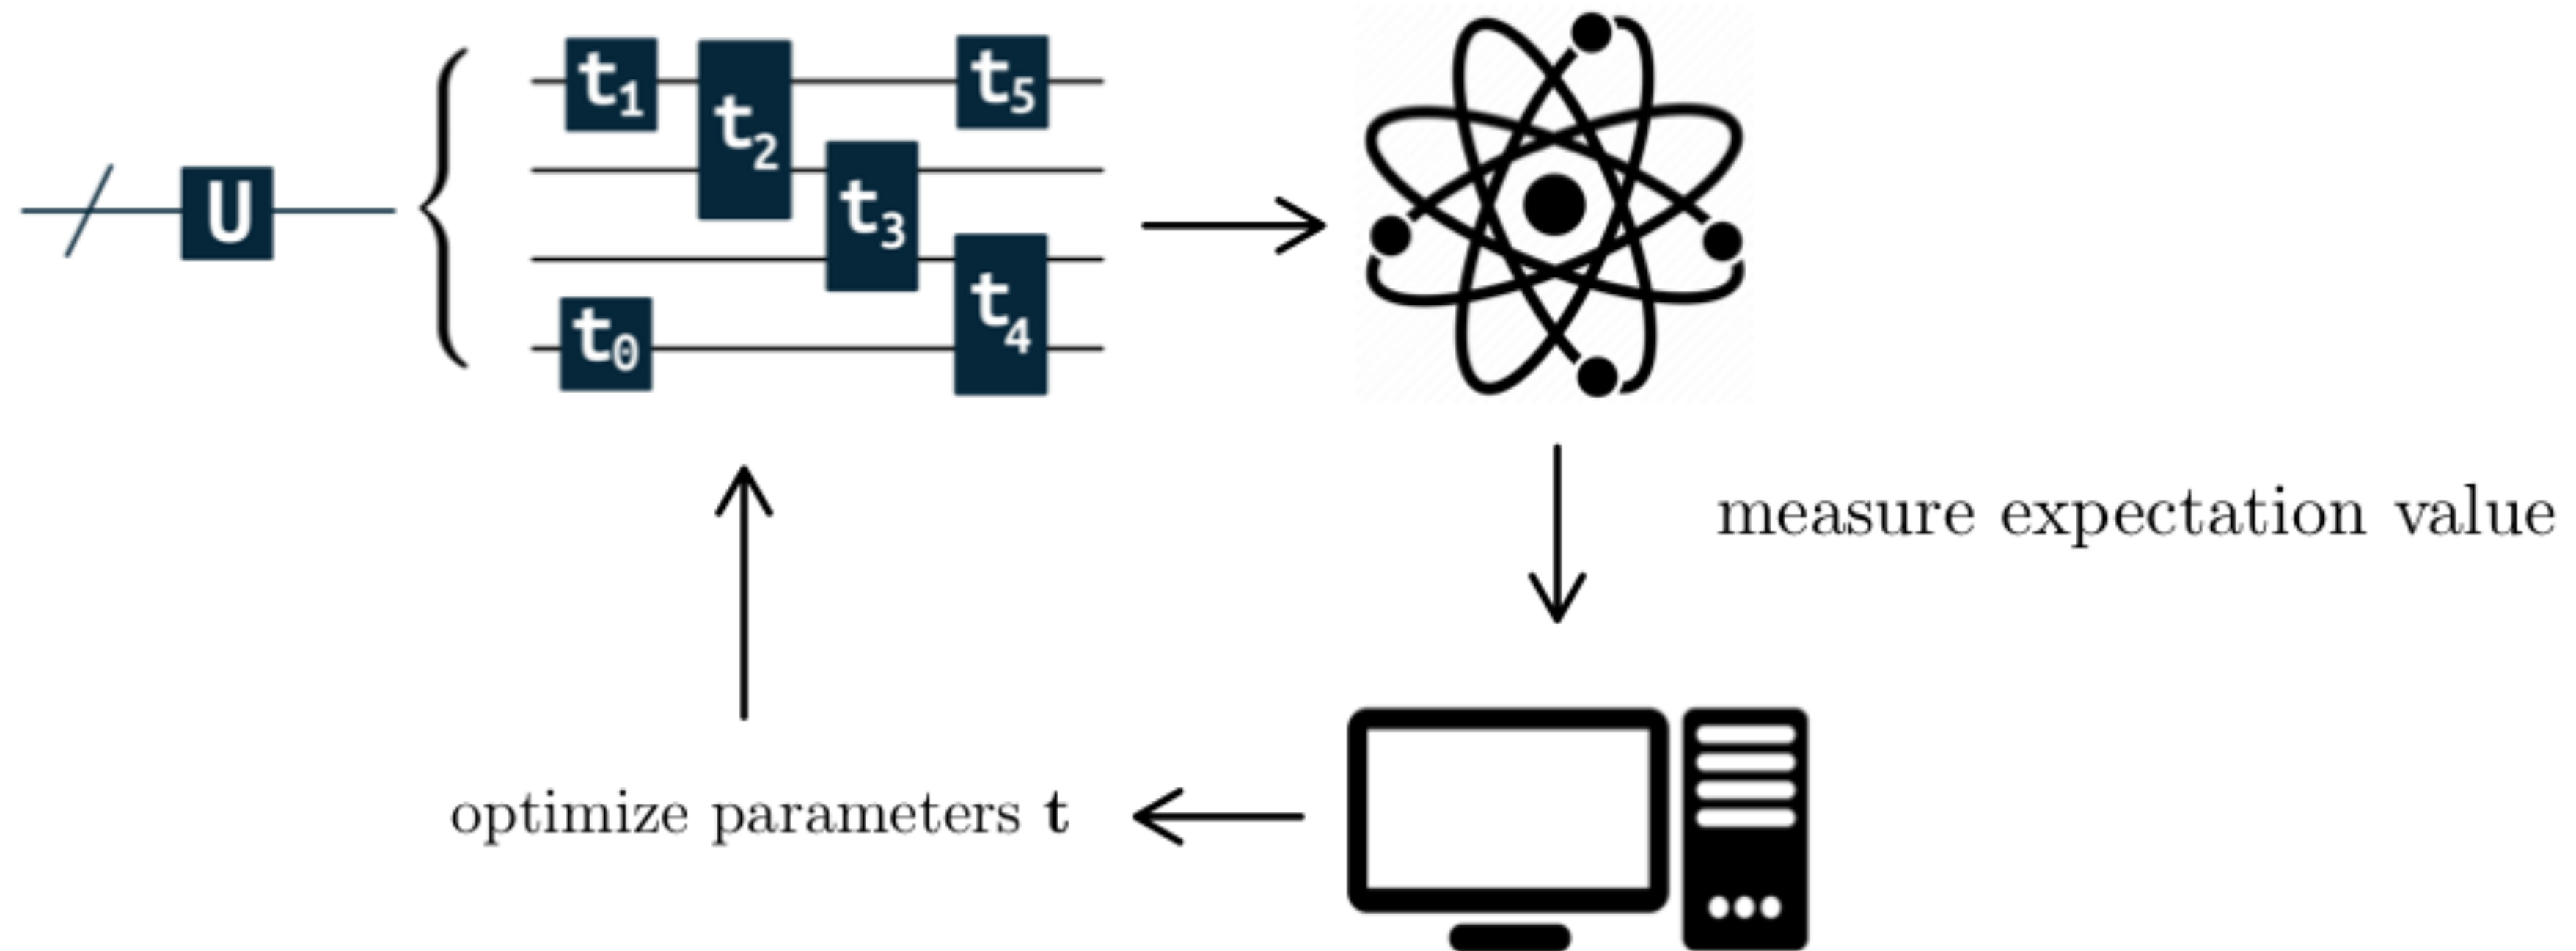 U
t₁
t₂
t₃
t₅
t₀
t₄
measure expectation value
optimize parameters t